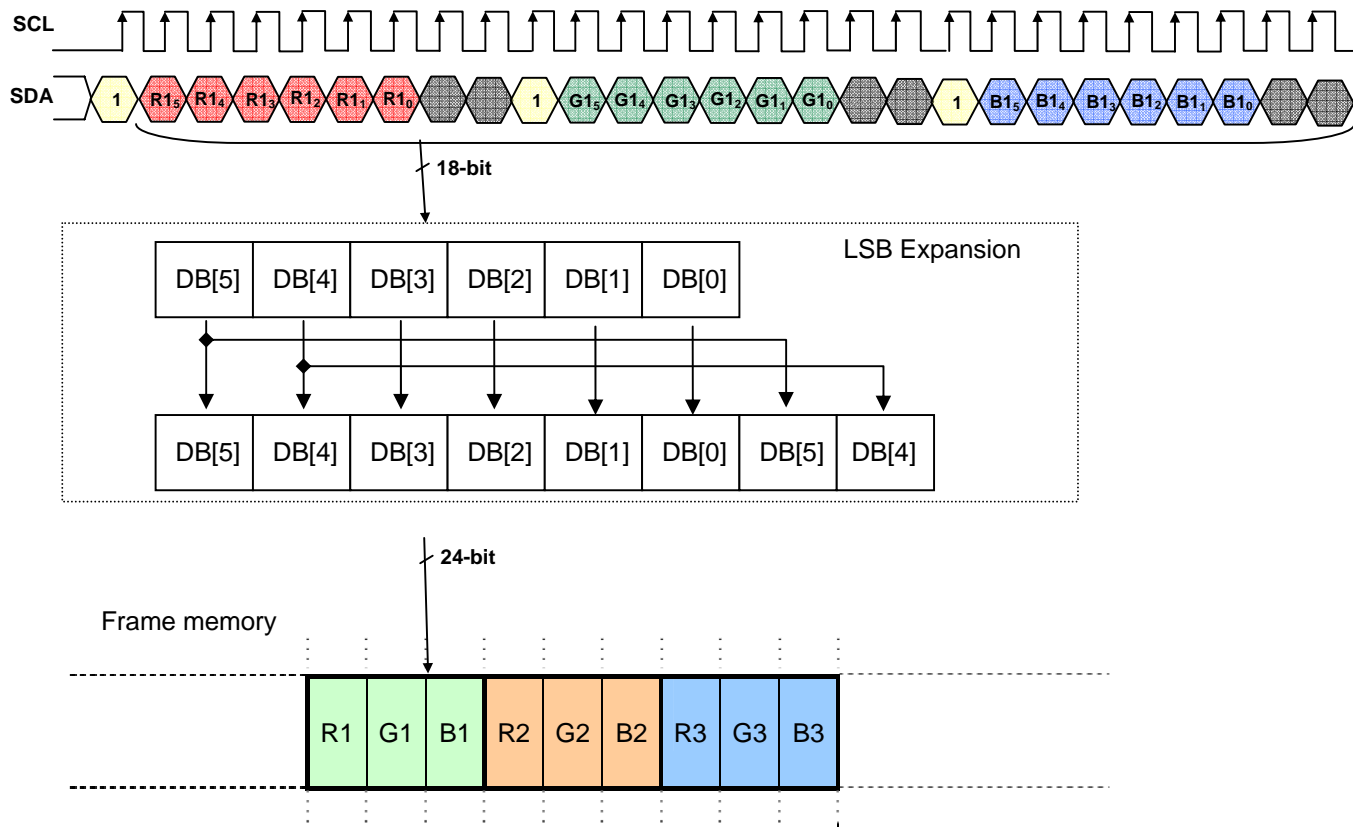 SCL
SDA 1 R1₅ R1₄ R1₃ R1₂ R1₁ R1₀ 1 G1₅ G1₄ G1₃ G1₂ G1₁ G1₀ 1 B1₅ B1₄ B1₃ B1₂ B1₁ B1₀
18-bit
LSB Expansion
DB[5] DB[4] DB[3] DB[2] DB[1] DB[0]
DB[5] DB[4] DB[3] DB[2] DB[1] DB[0] DB[5] DB[4]
24-bit
Frame memory
R1 G1 B1 R2 G2 B2 R3 G3 B3